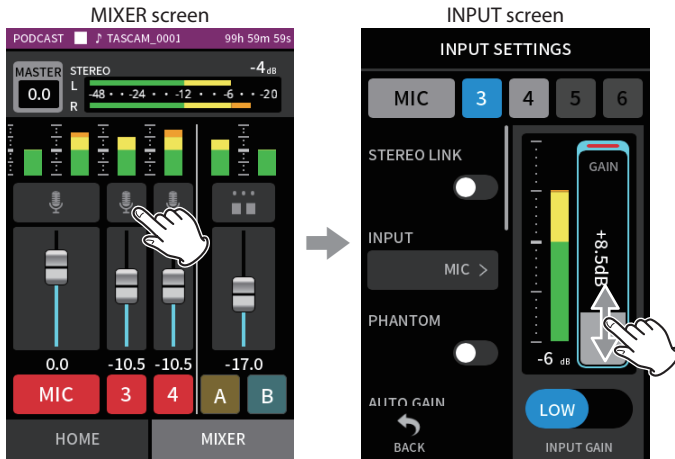 MIXER screen
PODCAST ♪ TASCAM_0001 99h 59m 59s
MASTER
0.0
STEREO -4dB
L
-48 • • -24 • • -12 • • -6 • • -20
R
0.0 -10.5 -10.5 -17.0
MIC 3 4 A B
HOME MIXER
INPUT screen
INPUT SETTINGS
MIC 3 4 5 6
STEREO LINK
INPUT
MIC >
PHANTOM
AUTO GAIN
BACK
GAIN
+8.5dB
-6 dB
LOW
INPUT GAIN